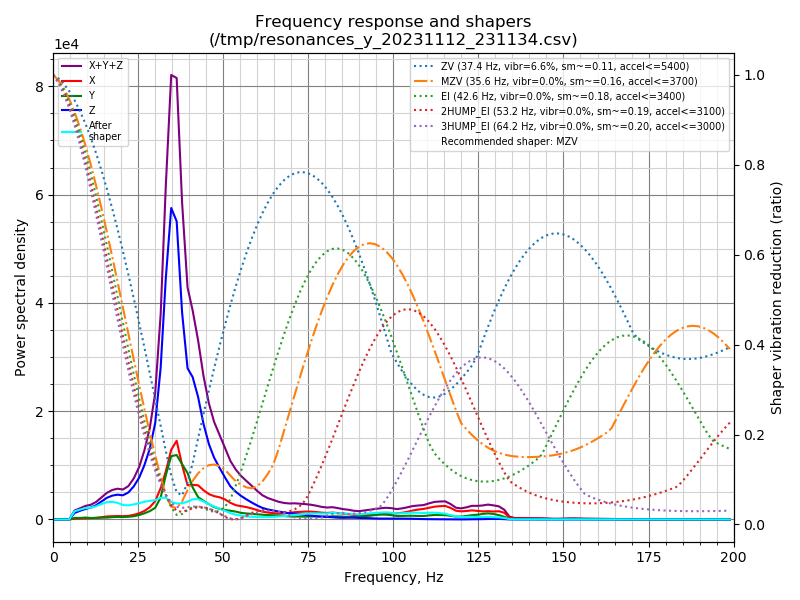 Frequency response and shapers
(/tmp/resonances_y_20231112_231134.csv)
1e4
X+Y+Z
X
Y
Z
After
shaper
ZV (37.4 Hz, vibr=6.6%, sm~=0.11, accel<=5400)
MZV (35.6 Hz, vibr=0.0%, sm~=0.16, accel<=3700)
EI (42.6 Hz, vibr=0.0%, sm~=0.18, accel<=3400)
2HUMP_EI (53.2 Hz, vibr=0.0%, sm~=0.19, accel<=3100)
3HUMP_EI (64.2 Hz, vibr=0.0%, sm~=0.20, accel<=3000)
Recommended shaper: MZV
8
6
4
2
0
Power spectral density
1.0
0.8
0.6
0.4
0.2
0.0
Shaper vibration reduction (ratio)
0 25 50 75 100 125 150 175 200
Frequency, Hz